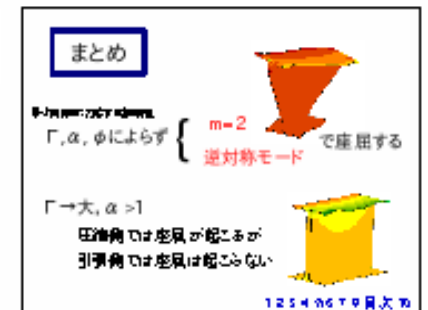 まとめ
Γ, α, φによらず { m=2
逆対称モード
で座屈する
Γ→大, α >1
圧縮側では座屈が起こるが
引張側では座屈は起こらない